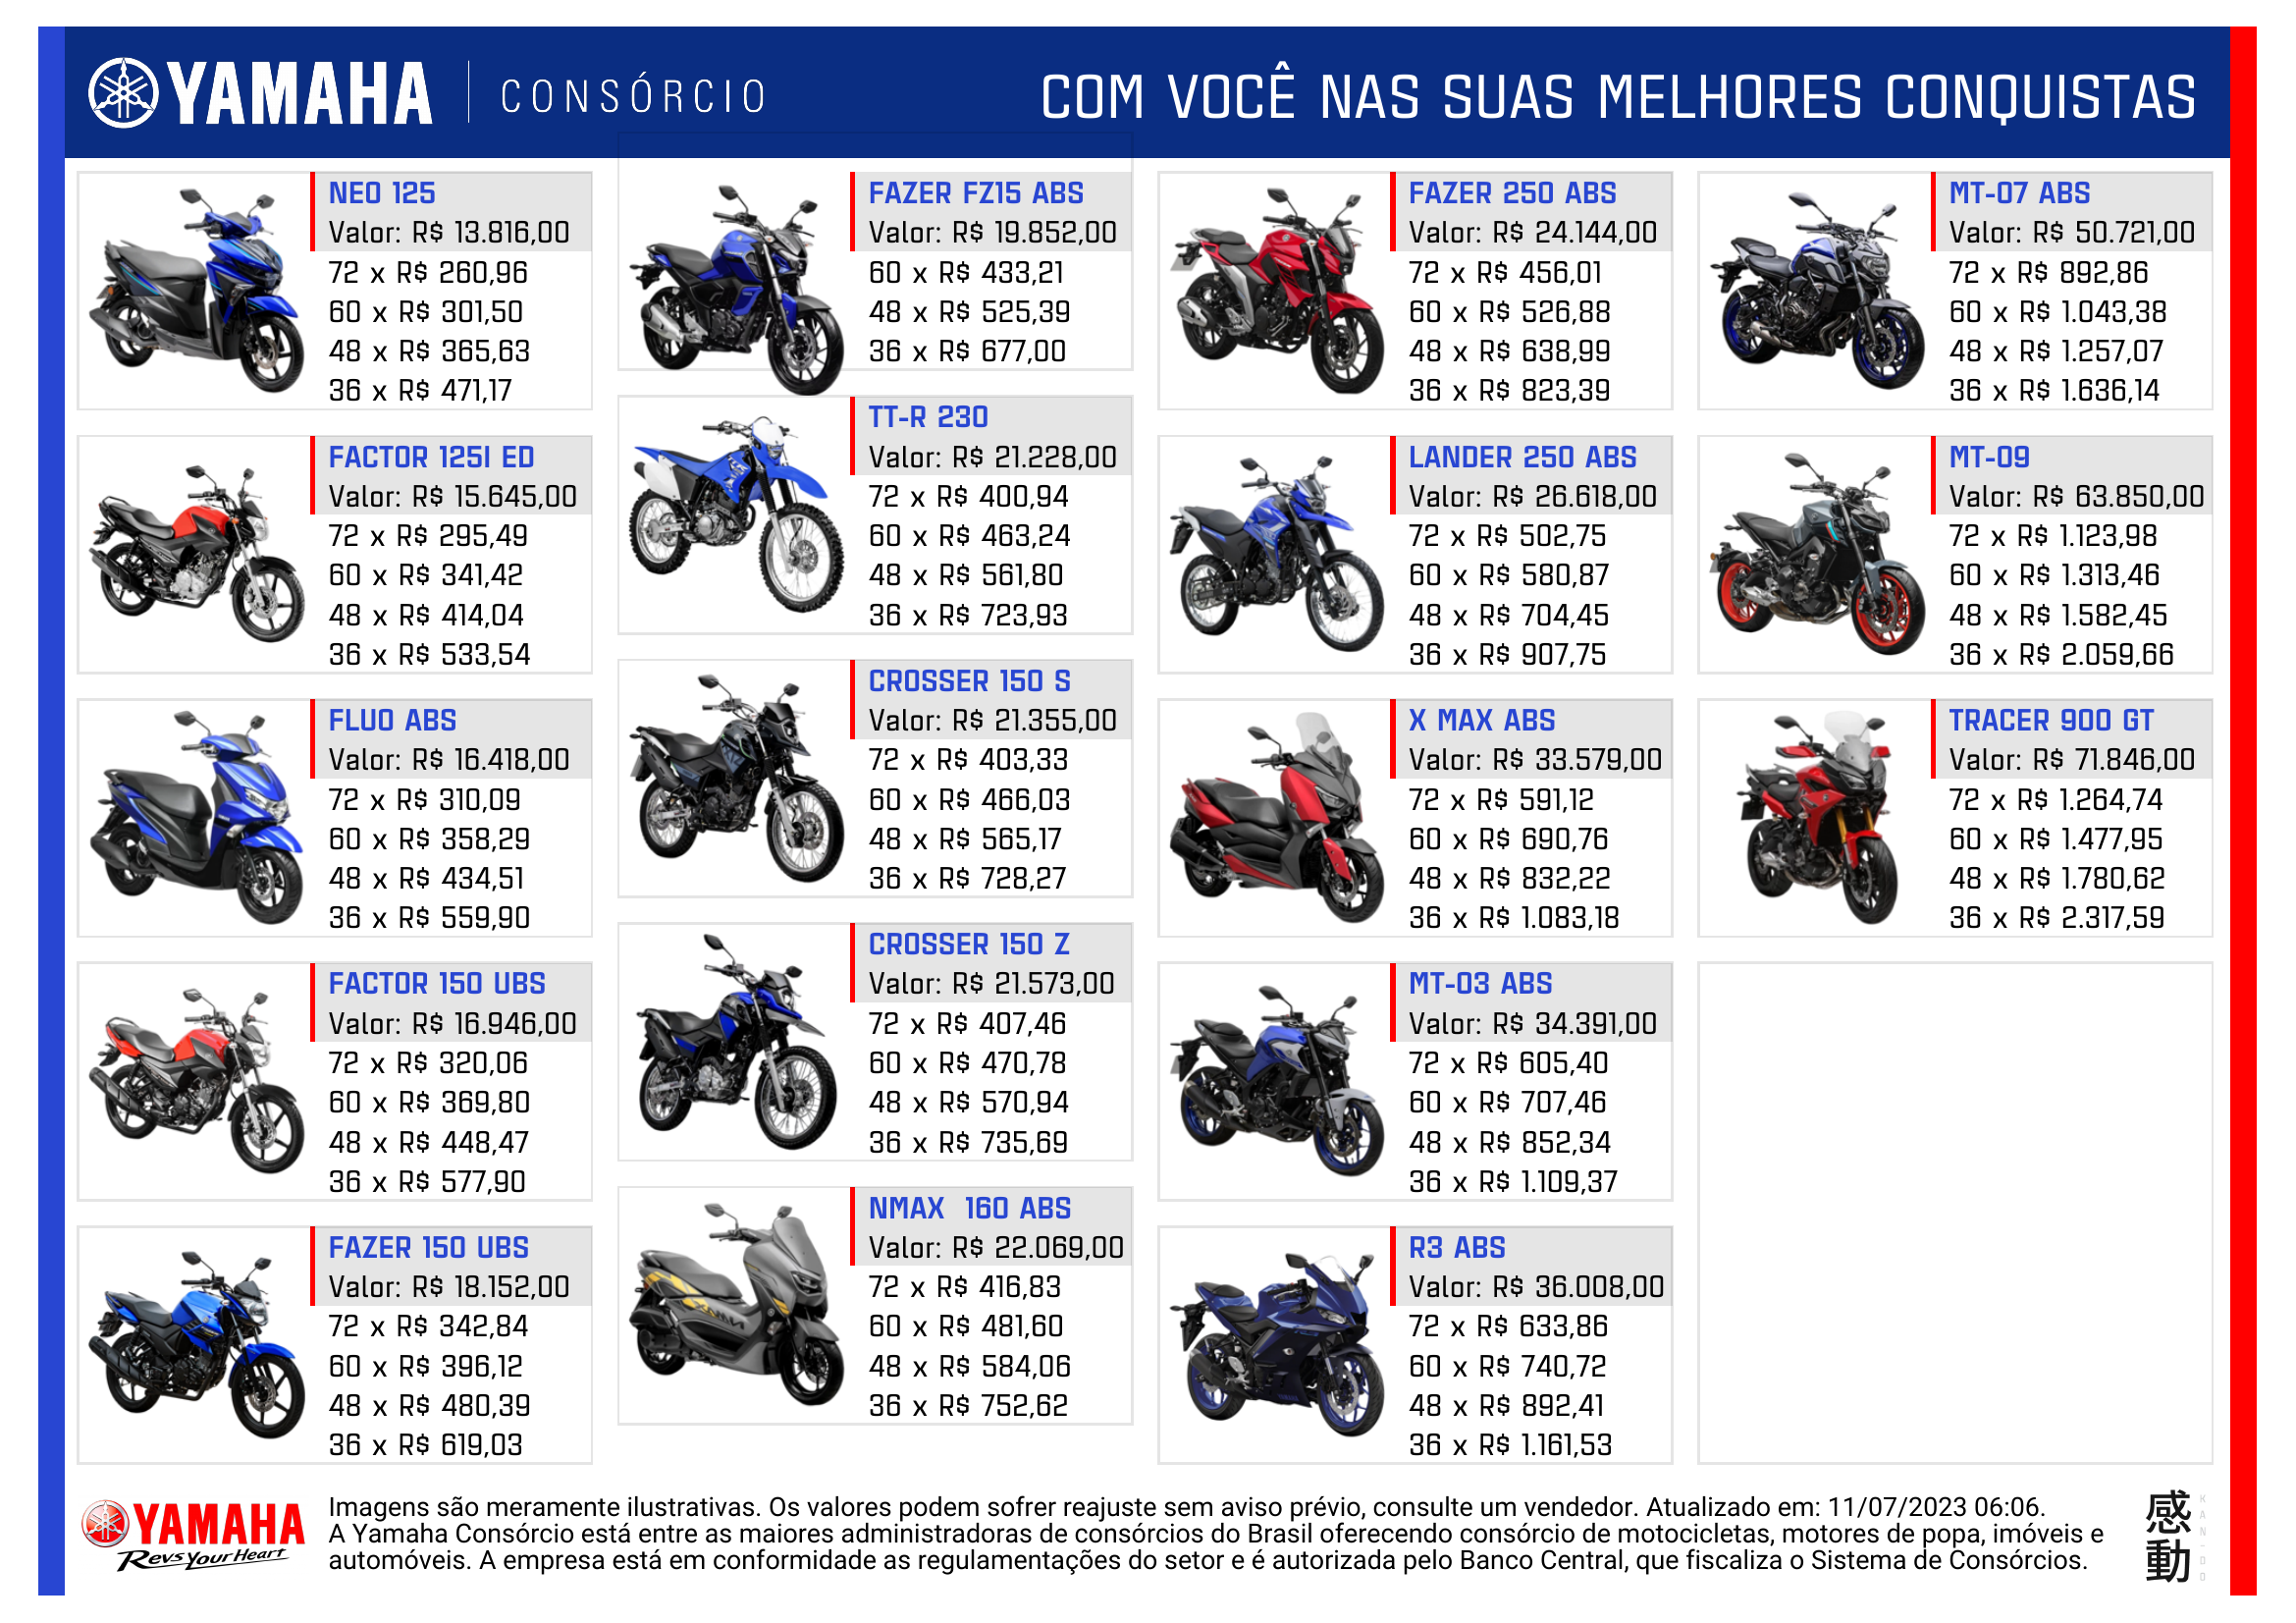 YAMAHA CONSÓRCIO
COM VOCÊ NAS SUAS MELHORES CONQUISTAS
NEO 125
Valor: R$ 13.816,00
72 x R$ 260,96
60 x R$ 301,50
48 x R$ 365,63
36 x R$ 471,17
FACTOR 125I ED
Valor: R$ 15.645,00
72 x R$ 295,49
60 x R$ 341,42
48 x R$ 414,04
36 x R$ 533,54
FLUO ABS
Valor: R$ 16.418,00
72 x R$ 310,09
60 x R$ 358,29
48 x R$ 434,51
36 x R$ 559,90
FACTOR 150 UBS
Valor: R$ 16.946,00
72 x R$ 320,06
60 x R$ 369,80
48 x R$ 448,47
36 x R$ 577,90
FAZER 150 UBS
Valor: R$ 18.152,00
72 x R$ 342,84
60 x R$ 396,12
48 x R$ 480,39
36 x R$ 619,03
FAZER FZ15 ABS
Valor: R$ 19.852,00
60 x R$ 433,21
48 x R$ 525,39
36 x R$ 677,00
TT-R 230
Valor: R$ 21.228,00
72 x R$ 400,94
60 x R$ 463,24
48 x R$ 561,80
36 x R$ 723,93
CROSSER 150 S
Valor: R$ 21.355,00
72 x R$ 403,33
60 x R$ 466,03
48 x R$ 565,17
36 x R$ 728,27
CROSSER 150 Z
Valor: R$ 21.573,00
72 x R$ 407,46
60 x R$ 470,78
48 x R$ 570,94
36 x R$ 735,69
NMAX 160 ABS
Valor: R$ 22.069,00
72 x R$ 416,83
60 x R$ 481,60
48 x R$ 584,06
36 x R$ 752,62
FAZER 250 ABS
Valor: R$ 24.144,00
72 x R$ 456,01
60 x R$ 526,88
48 x R$ 638,99
36 x R$ 823,39
LANDER 250 ABS
Valor: R$ 26.618,00
72 x R$ 502,75
60 x R$ 580,87
48 x R$ 704,45
36 x R$ 907,75
X MAX ABS
Valor: R$ 33.579,00
72 x R$ 591,12
60 x R$ 690,76
48 x R$ 832,22
36 x R$ 1.083,18
MT-03 ABS
Valor: R$ 34.391,00
72 x R$ 605,40
60 x R$ 707,46
48 x R$ 852,34
36 x R$ 1.109,37
R3 ABS
Valor: R$ 36.008,00
72 x R$ 633,86
60 x R$ 740,72
48 x R$ 892,41
36 x R$ 1.161,53
MT-07 ABS
Valor: R$ 50.721,00
72 x R$ 892,86
60 x R$ 1.043,38
48 x R$ 1.257,07
36 x R$ 1.636,14
MT-09
Valor: R$ 63.850,00
72 x R$ 1.123,98
60 x R$ 1.313,46
48 x R$ 1.582,45
36 x R$ 2.059,66
TRACER 900 GT
Valor: R$ 71.846,00
72 x R$ 1.264,74
60 x R$ 1.477,95
48 x R$ 1.780,62
36 x R$ 2.317,59
YAMAHA
Revs Your Heart
Imagens são meramente ilustrativas. Os valores podem sofrer reajuste sem aviso prévio, consulte um vendedor. Atualizado em: 11/07/2023 06:06.
A Yamaha Consórcio está entre as maiores administradoras de consórcios do Brasil oferecendo consórcio de motocicletas, motores de popa, imóveis e
automóveis. A empresa está em conformidade as regulamentações do setor e é autorizada pelo Banco Central, que fiscaliza o Sistema de Consórcios.
感動
KAN-DO